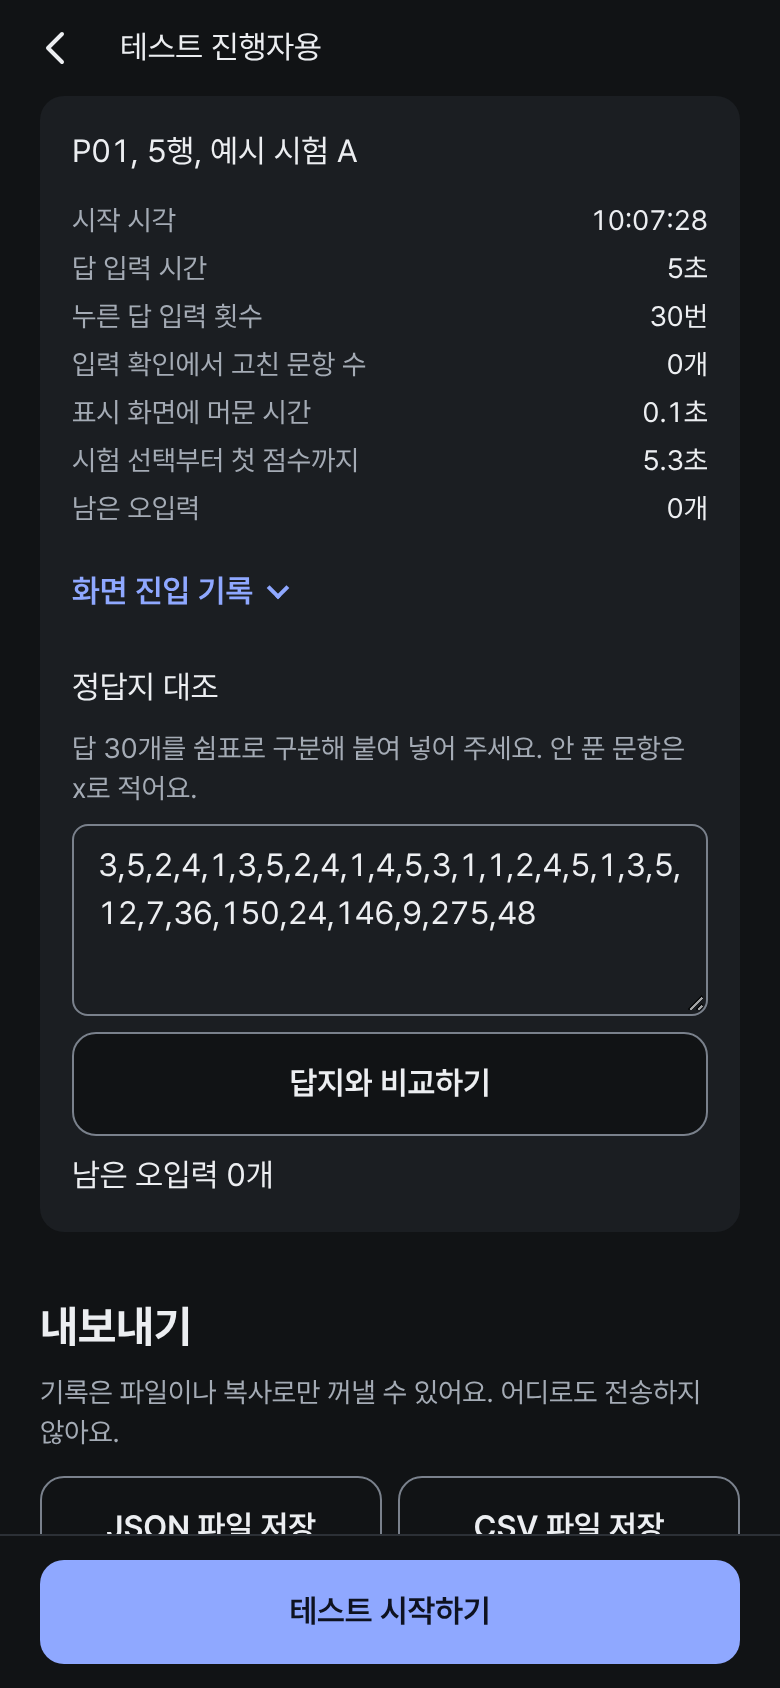 테스트 진행자용
P01, 5행, 예시 시험 A
시작 시각 10:07:28
답 입력 시간 5초
누른 답 입력 횟수 30번
입력 확인에서 고친 문항 수 0개
표시 화면에 머문 시간 0.1초
시험 선택부터 첫 점수까지 5.3초
남은 오입력 0개
화면 진입 기록
정답지 대조
답 30개를 쉼표로 구분해 붙여 넣어 주세요. 안 푼 문항은
x로 적어요.
3,5,2,4,1,3,5,2,4,1,4,5,3,1,1,2,4,5,1,3,5,
12,7,36,150,24,146,9,275,48
답지와 비교하기
남은 오입력 0개
내보내기
기록은 파일이나 복사로만 꺼낼 수 있어요. 어디로도 전송하지
않아요.
JSON 파일 저장
CSV 파일 저장
테스트 시작하기